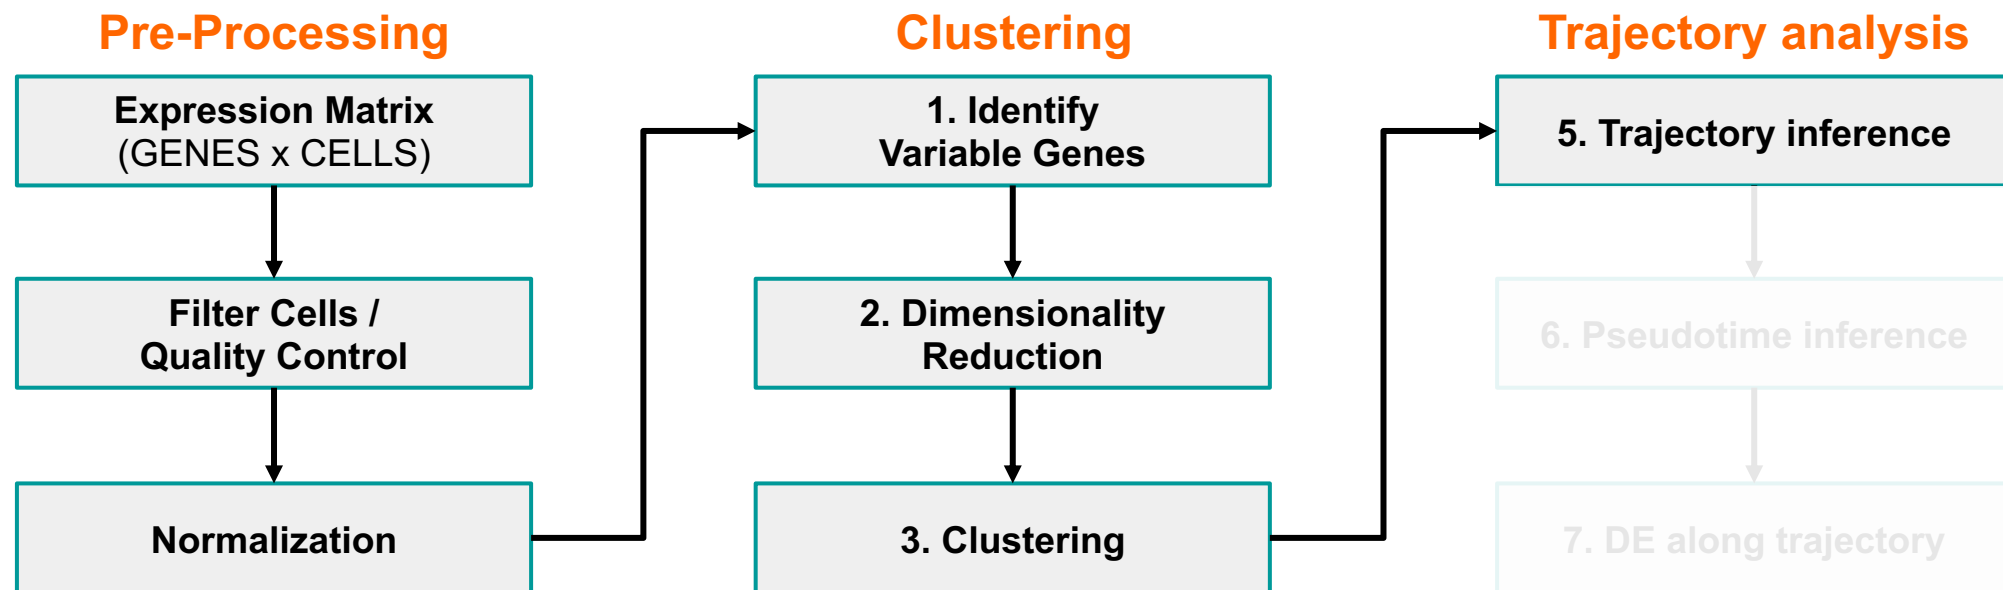 Pre-Processing
Expression Matrix
(GENES x CELLS)
Filter Cells /
Quality Control
Normalization
Clustering
1. Identify
Variable Genes
2. Dimensionality
Reduction
3. Clustering
Trajectory analysis
5. Trajectory inference
6. Pseudotime inference
7. DE along trajectory